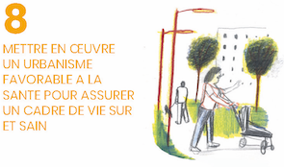 8
METTRE EN ŒUVRE
UN URBANISME
FAVORABLE A LA
SANTE POUR ASSURER
UN CADRE DE VIE SUR
ET SAIN